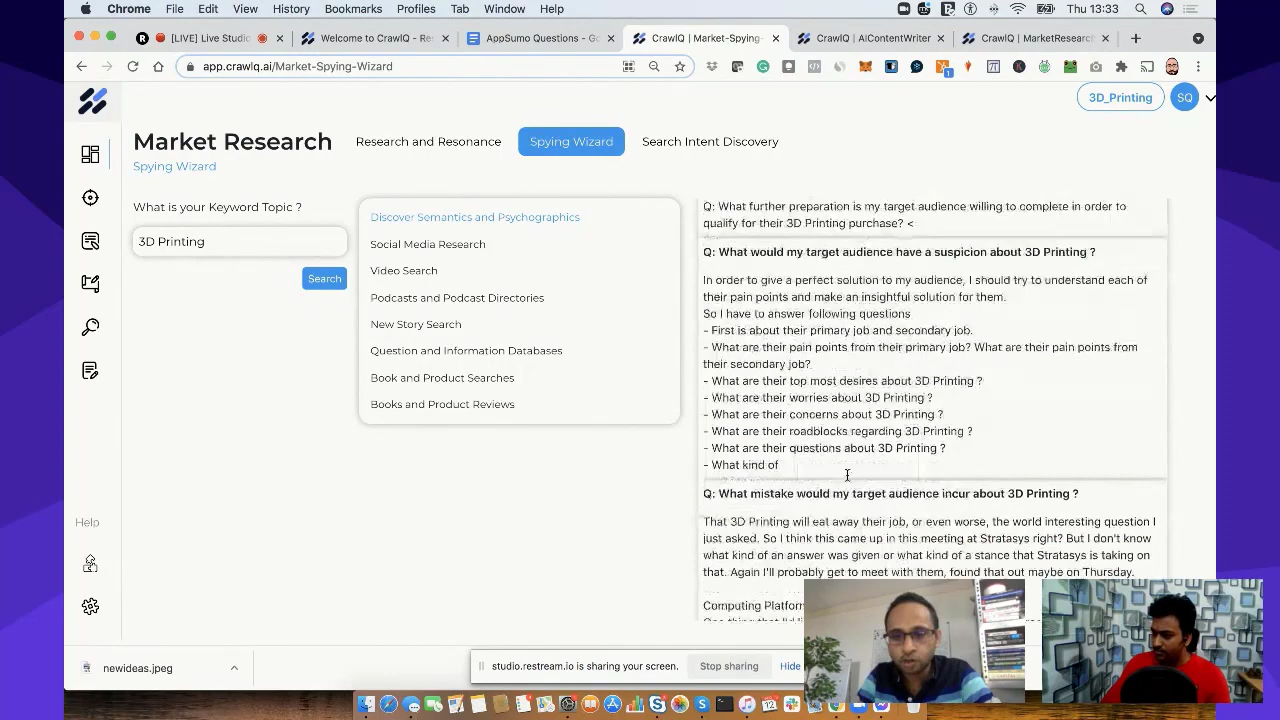 Chrome File Edit View History Bookmarks Profiles Tab Window Help Thu 13:33
[LIVE] Live Studio
Welcome to CrawlQ - Re
AppSumo Questions - Go
CrawlQ | Market-Spying-
CrawlQ | AIContentWriter
CrawlQ | MarketResearch
app.crawlq.ai/Market-Spying-Wizard
1
3D_Printing
SQ
Market Research
Research and Resonance
Spying Wizard
Search Intent Discovery
Spying Wizard
What is your Keyword Topic ?
3D Printing
Search
Discover Semantics and Psychographics
Social Media Research
Video Search
Podcasts and Podcast Directories
New Story Search
Question and Information Databases
Book and Product Searches
Books and Product Reviews
Q: What further preparation is my target audience willing to complete in order to
qualify for their 3D Printing purchase? <
Q: What would my target audience have a suspicion about 3D Printing ?
In order to give a perfect solution to my audience, I should try to understand each of
their pain points and make an insightful solution for them.
So I have to answer following questions
- First is about their primary job and secondary job.
- What are their pain points from their primary job? What are their pain points from
their secondary job?
- What are their top most desires about 3D Printing ?
- What are their worries about 3D Printing ?
- What are their concerns about 3D Printing ?
- What are their roadblocks regarding 3D Printing ?
- What are their questions about 3D Printing ?
- What kind of
Q: What mistake would my target audience incur about 3D Printing ?
That 3D Printing will eat away their job, or even worse, the world interesting question I
just asked. So I think this came up in this meeting at Stratasys right? But I don't know
what kind of an answer was given or what kind of a stance that Stratasys is taking on
that. Again I'll probably get to meet with them, found that out maybe on Thursday.
Computing Platfor
Help
newideas.jpeg
studio.restream.io is sharing your screen.
Stop sharing
Hide